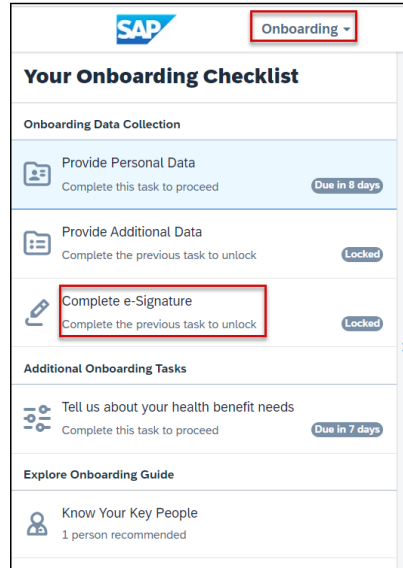 SAP
Onboarding
Your Onboarding Checklist
Onboarding Data Collection
Provide Personal Data
Complete this task to proceed
Due in 8 days
Provide Additional Data
Complete the previous task to unlock
Locked
Complete e-Signature
Complete the previous task to unlock
Locked
Additional Onboarding Tasks
Tell us about your health benefit needs
Complete this task to proceed
Due in 7 days
Explore Onboarding Guide
Know Your Key People
1 person recommended